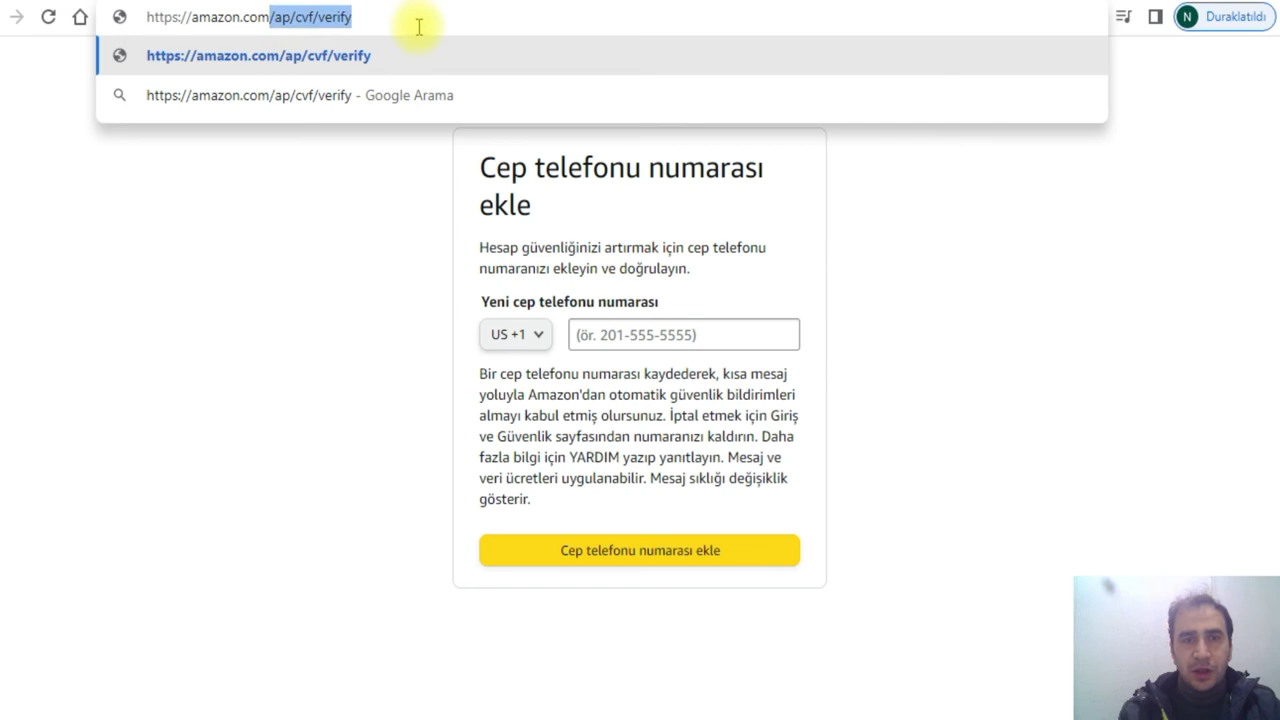 https://amazon.com/ap/cvf/verify
N Duraklatıldı
https://amazon.com/ap/cvf/verify
https://amazon.com/ap/cvf/verify - Google Arama
Cep telefonu numarası
ekle
Hesap güvenliğinizi artırmak için cep telefonu
numaranızı ekleyin ve doğrulayın.
Yeni cep telefonu numarası
US +1
(ör. 201-555-5555)
Bir cep telefonu numarası kaydederek, kısa mesaj
yoluyla Amazon'dan otomatik güvenlik bildirimleri
almayı kabul etmiş olursunuz. İptal etmek için Giriş
ve Güvenlik sayfasından numaranızı kaldırın. Daha
fazla bilgi için YARDIM yazıp yanıtlayın. Mesaj ve
veri ücretleri uygulanabilir. Mesaj sıklığı değişiklik
gösterir.
Cep telefonu numarası ekle